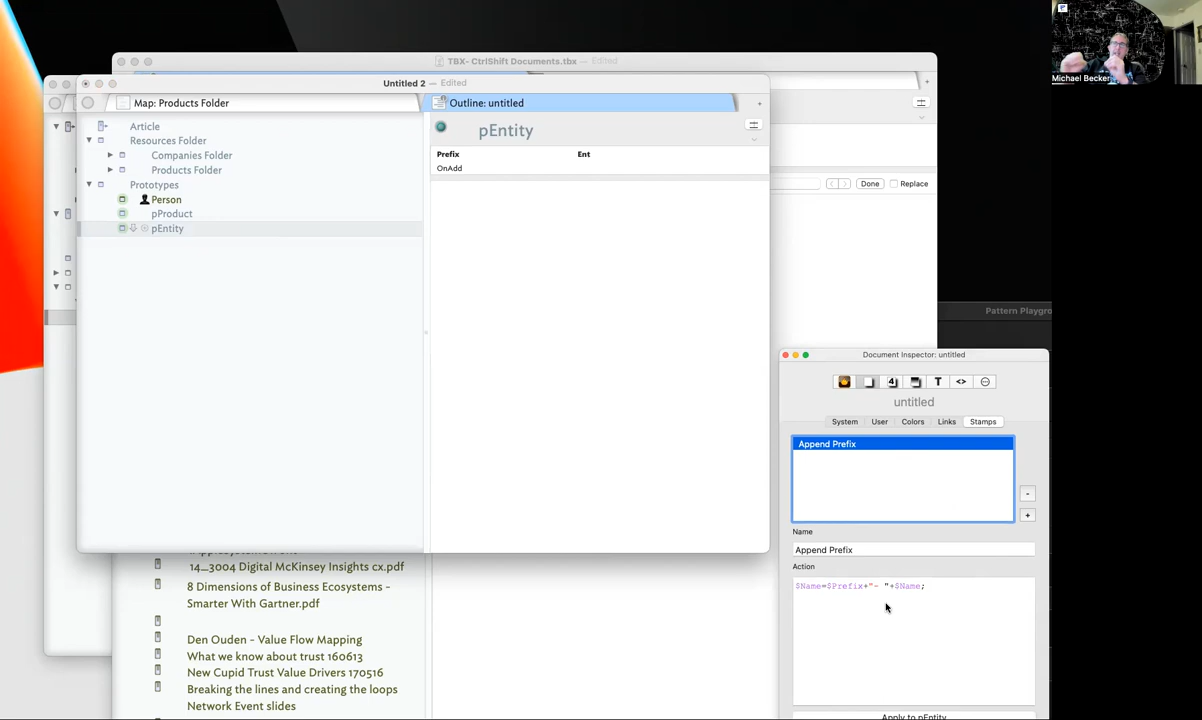 Michael Becker
TBX- CtrlShift Documents.tbx — Edited
Untitled 2 — Edited
Map: Products Folder
Outline: untitled
Article
Resources Folder
Companies Folder
Products Folder
Prototypes
Person
pProduct
pEntity
pEntity
Prefix Ent
OnAdd
Done
Replace
Pattern Playgro
Document Inspector: untitled
untitled
System User Colors Links Stamps
Append Prefix
-
+
Name
Append Prefix
Action
$Name=$Prefix+"- "+$Name;
Apply to pEntity
14_3004 Digital McKinsey Insights cx.pdf
8 Dimensions of Business Ecosystems -
Smarter With Gartner.pdf
Den Ouden - Value Flow Mapping
What we know about trust 160613
New Cupid Trust Value Drivers 170516
Breaking the lines and creating the loops
Network Event slides